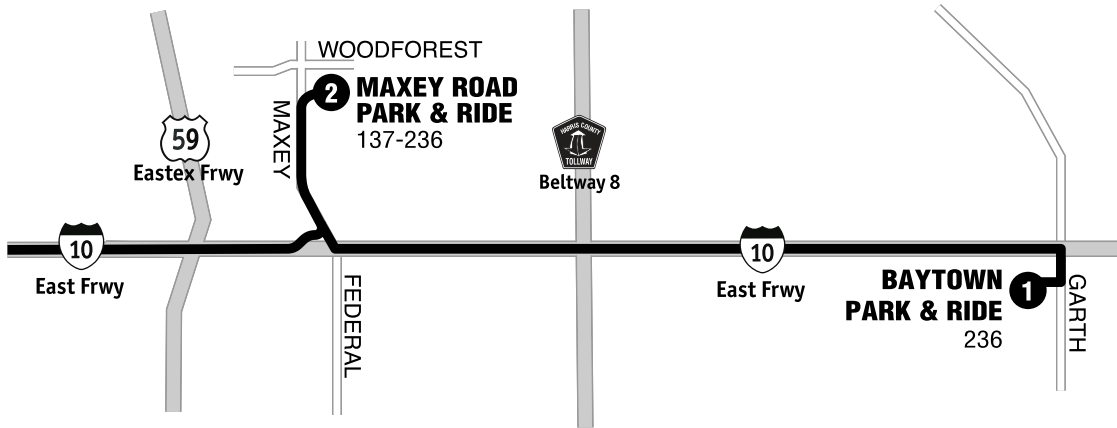 WOODFOREST
2
MAXEY ROAD
PARK & RIDE
137-236
MAXEY
59
Eastex Frwy
HARRIS COUNTY
TOLLWAY
Beltway 8
10
East Frwy
10
East Frwy
FEDERAL
BAYTOWN
PARK & RIDE
236
1
GARTH